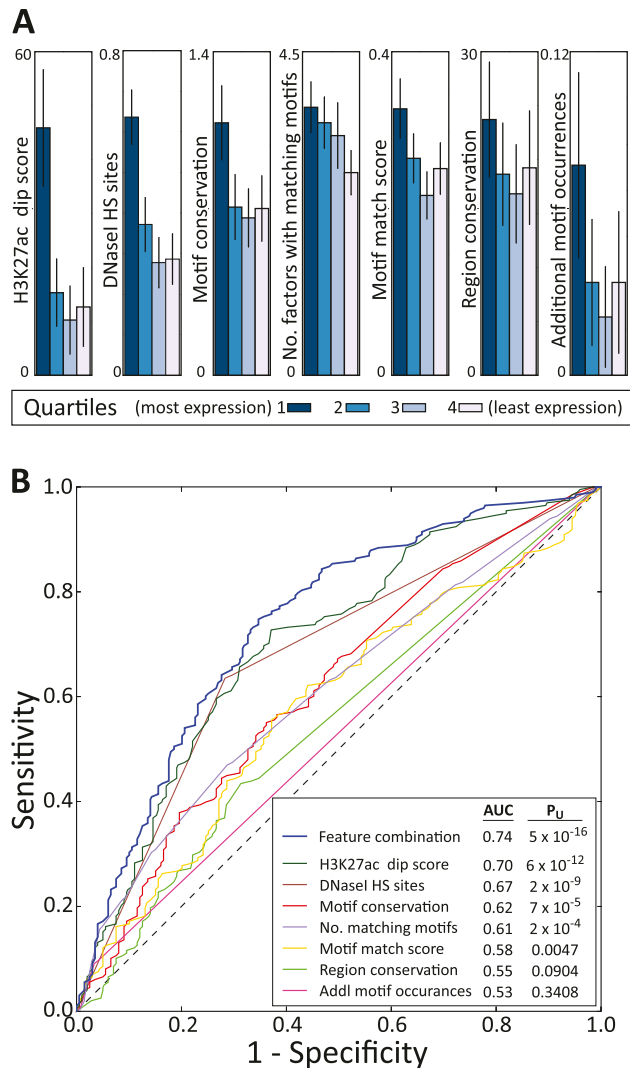 A
60
H3K27ac dip score
0
0.8
DNaseI HS sites
0
1.4
Motif conservation
0
4.5
No. factors with matching motifs
0
0.4
Motif match score
0
30
Region conservation
0
0.12
Additional motif occurrences
0
Quartiles (most expression) 1 2 3 4 (least expression)
B
1.0
0.8
0.6
0.4
0.2
0.0
Sensitivity
0.0 0.2 0.4 0.6 0.8 1.0
1 - Specificity
AUC PU
Feature combination 0.74 5 x 10-16
H3K27ac dip score 0.70 6 x 10-12
DNaseI HS sites 0.67 2 x 10-9
Motif conservation 0.62 7 x 10-5
No. matching motifs 0.61 2 x 10-4
Motif match score 0.58 0.0047
Region conservation 0.55 0.0904
Addl motif occurances 0.53 0.3408